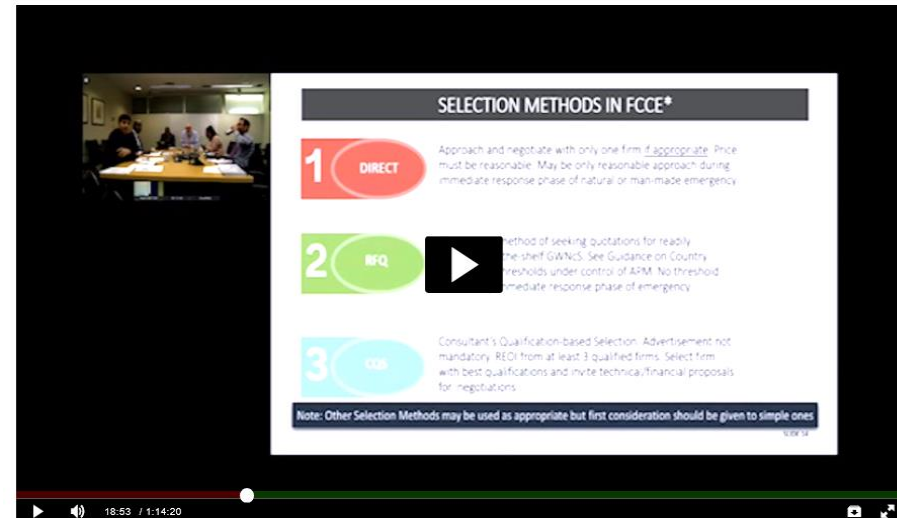 SELECTION METHODS IN FCCE*
1 DIRECT
Approach and negotiate with only one firm if appropriate. Price
must be reasonable. May be only reasonable approach during
immediate response phase of natural or man-made emergency
2 RFQ
method of seeking quotations for readily
the-shelf GWNcS. See Guidance on Country
thresholds under control of APM. No threshold
immediate response phase of emergency
3 CQS
Consultant's Qualification-based Selection. Advertisement not
mandatory. REOI from at least 3 qualified firms. Select firm
with best qualifications and invite technical/financial proposals
for negotiations
Note: Other Selection Methods may be used as appropriate but first consideration should be given to simple ones
18:53 / 1:14:20